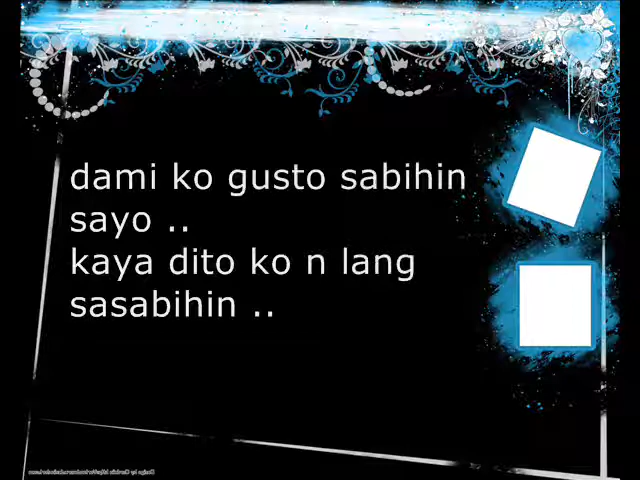 dami ko gusto sabihin
sayo ..
kaya dito ko n lang
sasabihin ..